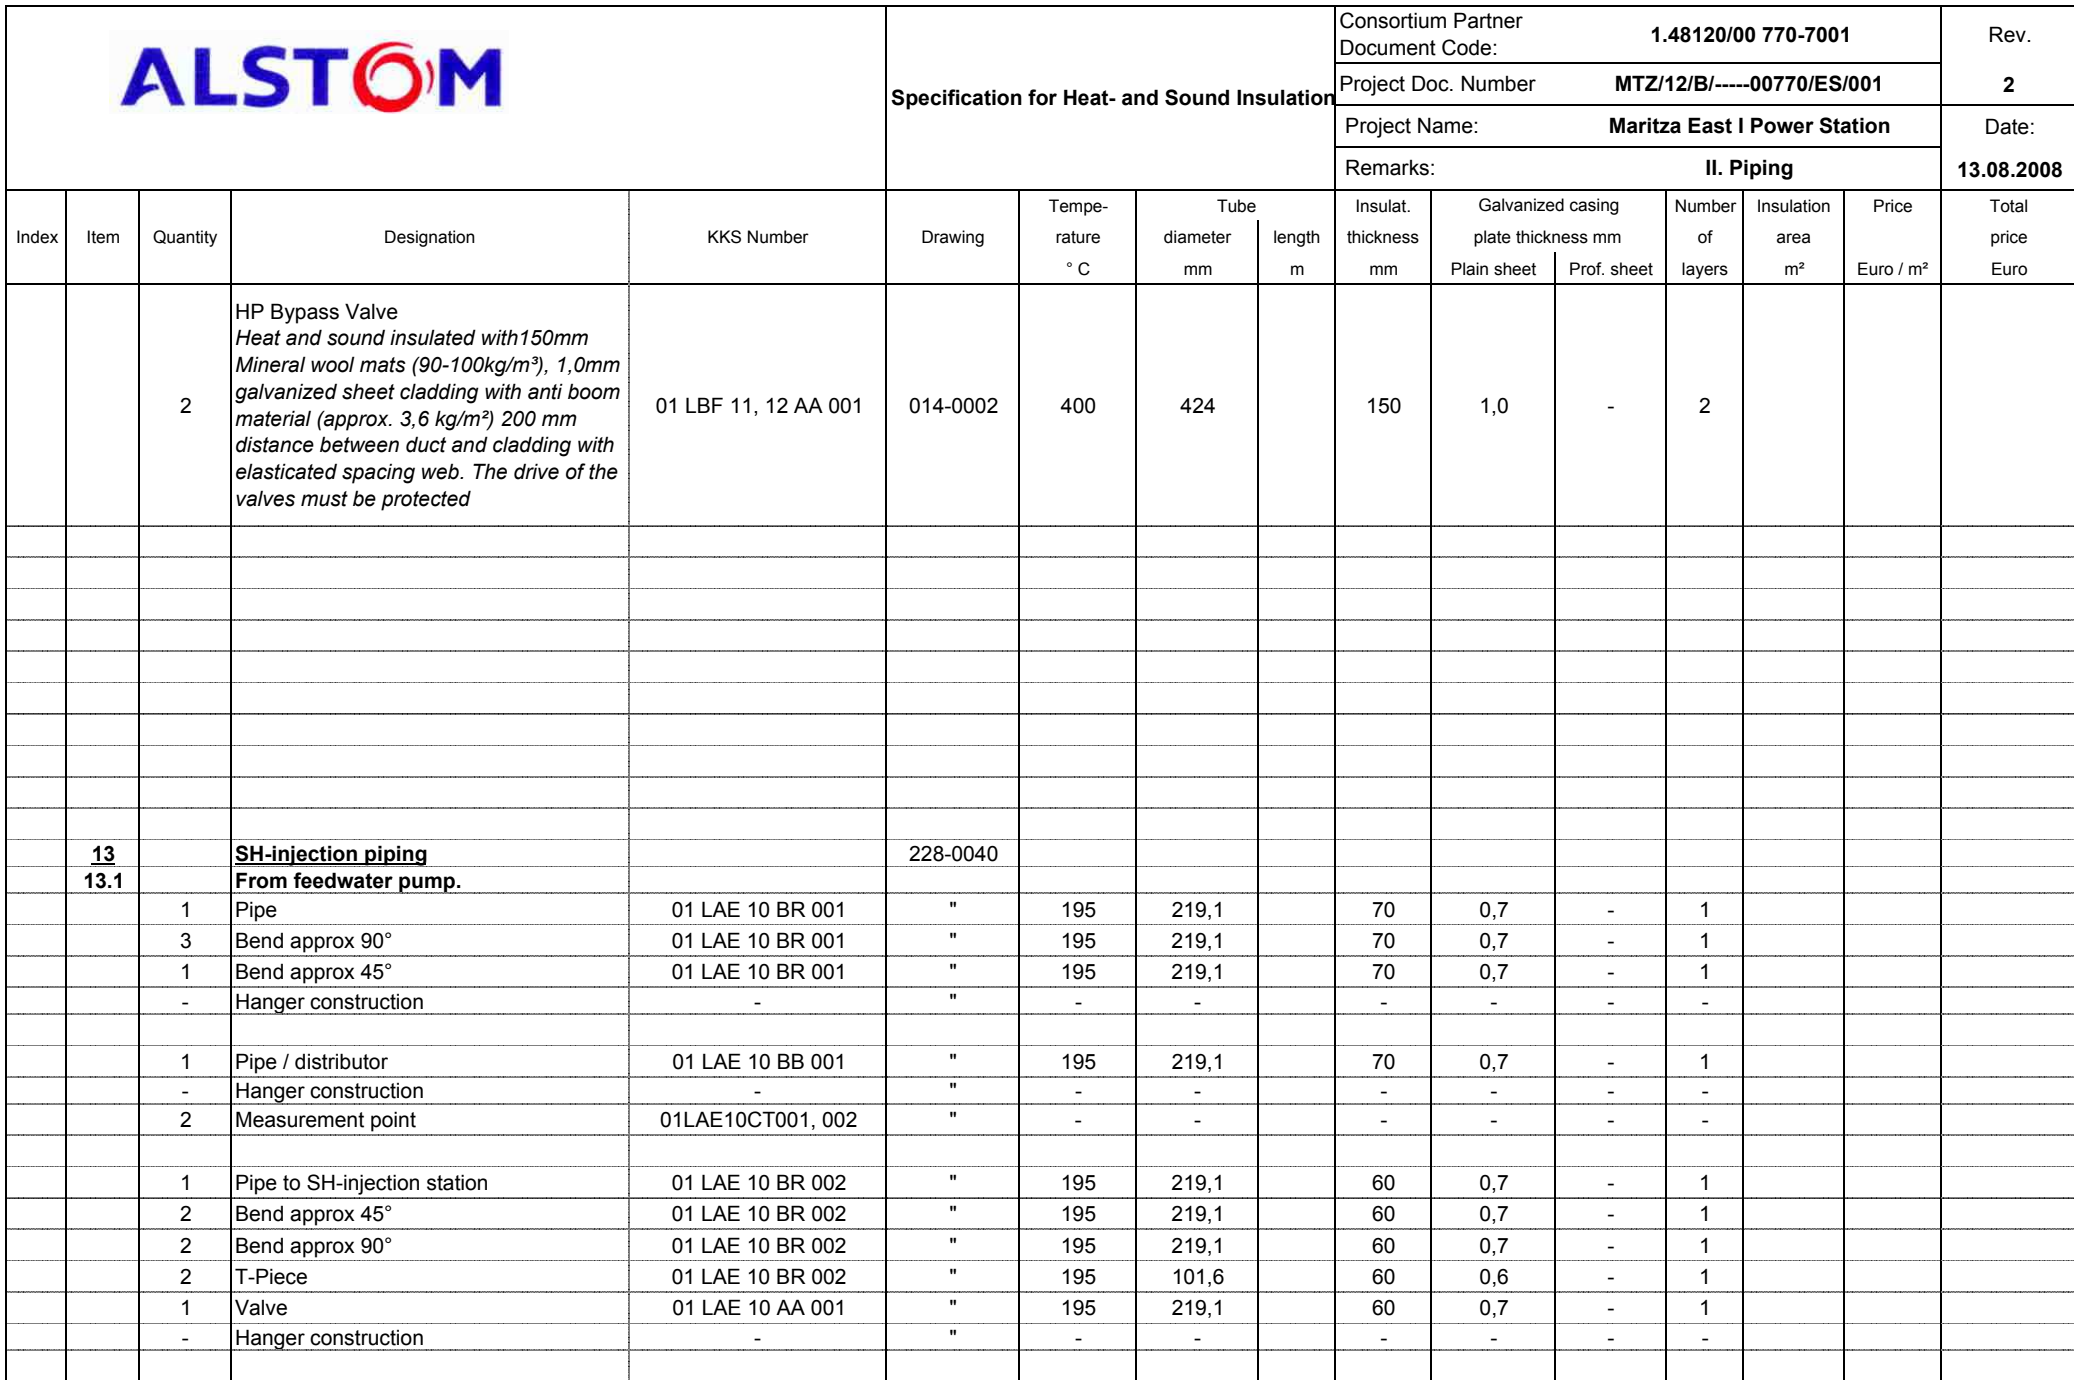 ALSTOM
Specification for Heat- and Sound Insulation
Consortium Partner
Document Code: 1.48120/00 770-7001 Rev.
Project Doc. Number MTZ/12/B/-----00770/ES/001 2
Project Name: Maritza East I Power Station Date:
Remarks: II. Piping 13.08.2008
Index Item Quantity Designation KKS Number Drawing Tempe- rature ° C Tube diameter mm length m Insulat. thickness mm Galvanized casing plate thickness mm Plain sheet Prof. sheet Number of layers Insulation area m² Price Euro / m² Total price Euro
HP Bypass Valve
Heat and sound insulated with150mm
Mineral wool mats (90-100kg/m³), 1,0mm
galvanized sheet cladding with anti boom
2 material (approx. 3,6 kg/m²) 200 mm 01 LBF 11, 12 AA 001 014-0002 400 424 150 1,0 - 2
distance between duct and cladding with
elasticated spacing web. The drive of the
valves must be protected
13 SH-injection piping 228-0040
13.1 From feedwater pump.
1 Pipe 01 LAE 10 BR 001 " 195 219,1 70 0,7 - 1
3 Bend approx 90° 01 LAE 10 BR 001 " 195 219,1 70 0,7 - 1
1 Bend approx 45° 01 LAE 10 BR 001 " 195 219,1 70 0,7 - 1
- Hanger construction - " - - - - - -
1 Pipe / distributor 01 LAE 10 BB 001 " 195 219,1 70 0,7 - 1
- Hanger construction - " - - - - - -
2 Measurement point 01LAE10CT001, 002 " - - - - - -
1 Pipe to SH-injection station 01 LAE 10 BR 002 " 195 219,1 60 0,7 - 1
2 Bend approx 45° 01 LAE 10 BR 002 " 195 219,1 60 0,7 - 1
2 Bend approx 90° 01 LAE 10 BR 002 " 195 219,1 60 0,7 - 1
2 T-Piece 01 LAE 10 BR 002 " 195 101,6 60 0,6 - 1
1 Valve 01 LAE 10 AA 001 " 195 219,1 60 0,7 - 1
- Hanger construction - " - - - - - -